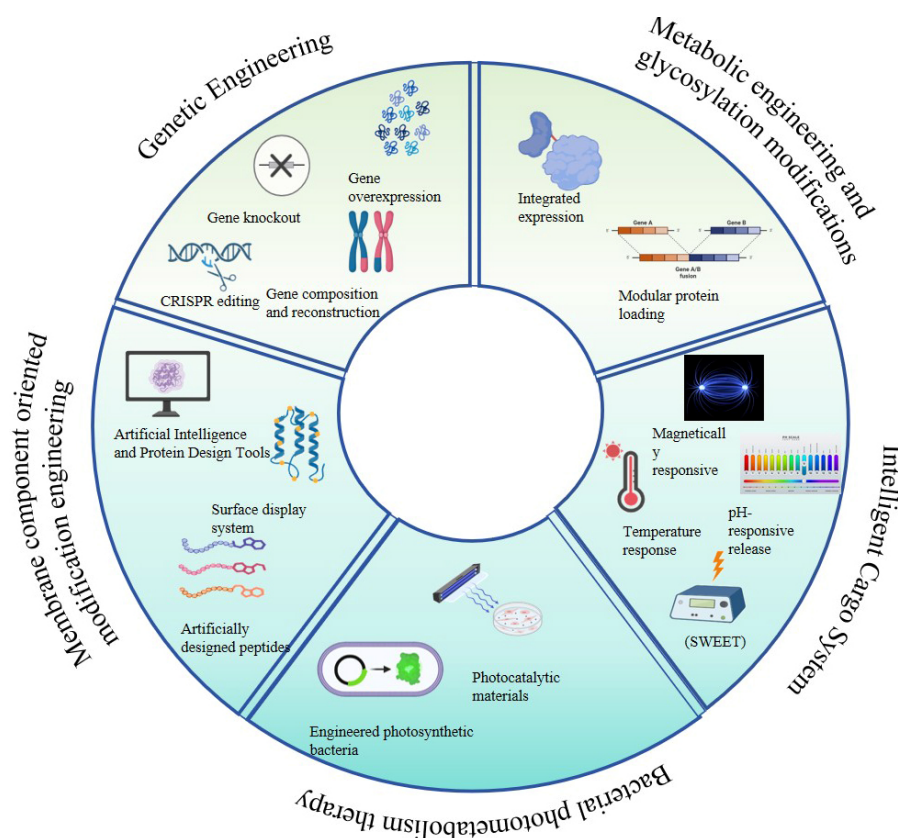 Genetic Engineering
Gene
overexpression
Gene knockout
CRISPR editing
Gene composition
and reconstruction
Metabolic engineering and
glycosylation modifications
Integrated
expression
Gene A
Gene B
Gene A/B
fusion
Modular protein
loading
Intelligent Cargo System
Magneticall
y
responsive
Temperature
response
pH-
responsive
release
(SWEET)
Bacterial photometabolism therapy
Photocatalytic
materials
Engineered photosynthetic
bacteria
Membrane component oriented
modification engineering
Artificial Intelligence
and Protein Design Tools
Surface display
system
Artificially
designed peptides